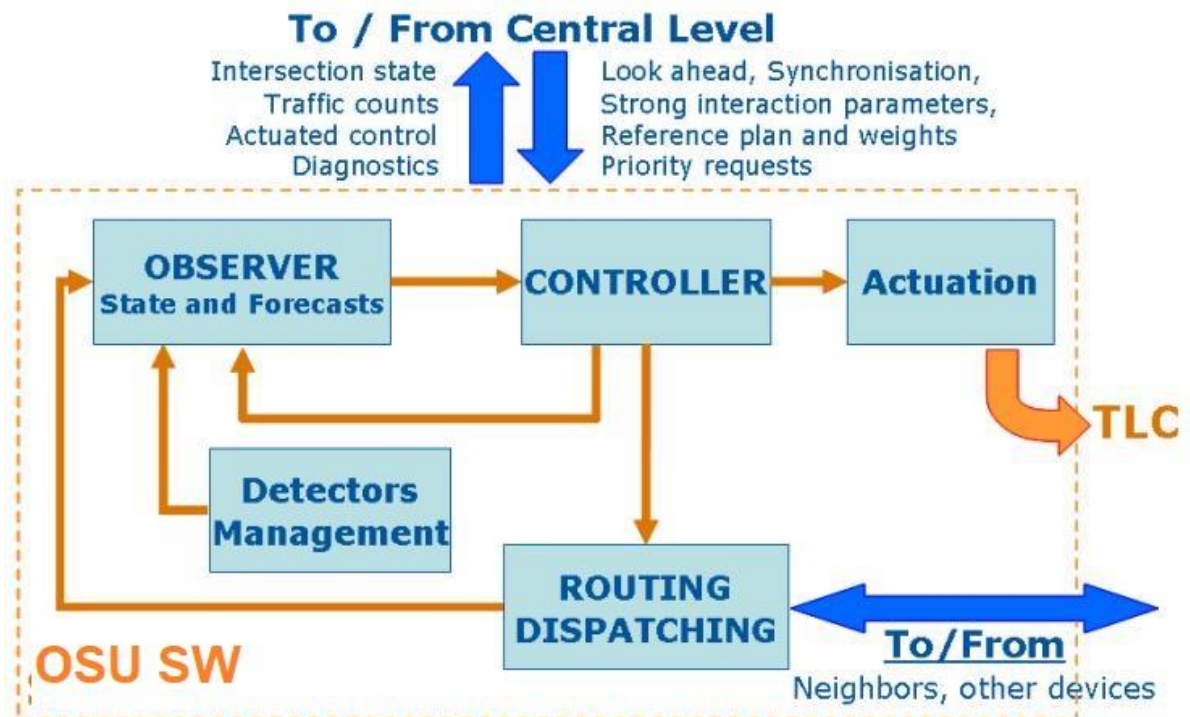 To / From Central Level
Intersection state
Traffic counts
Actuated control
Diagnostics
Look ahead, Synchronisation,
Strong interaction parameters,
Reference plan and weights
Priority requests
OBSERVER
State and Forecasts
CONTROLLER
Actuation
TLC
Detectors
Management
ROUTING
DISPATCHING
To/From
Neighbors, other devices
OSU SW